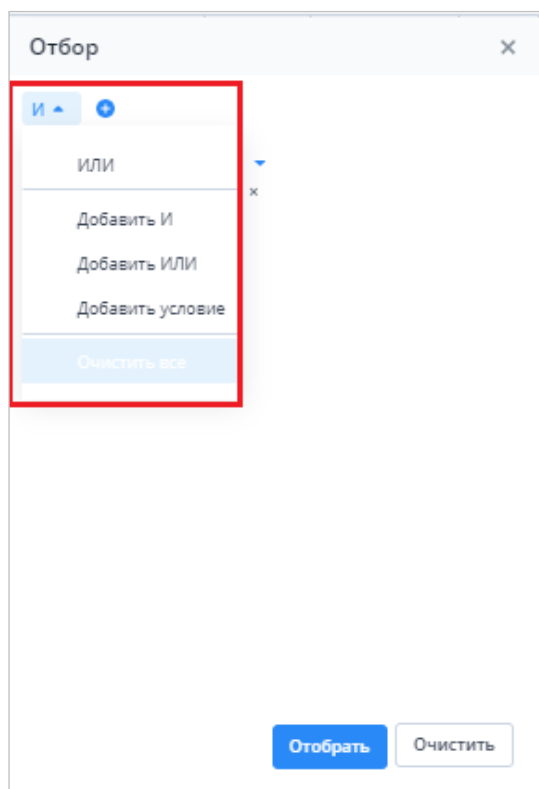 Отбор
И
ИЛИ
Добавить И
Добавить ИЛИ
Добавить условие
Очистить все
Отобрать
Очистить